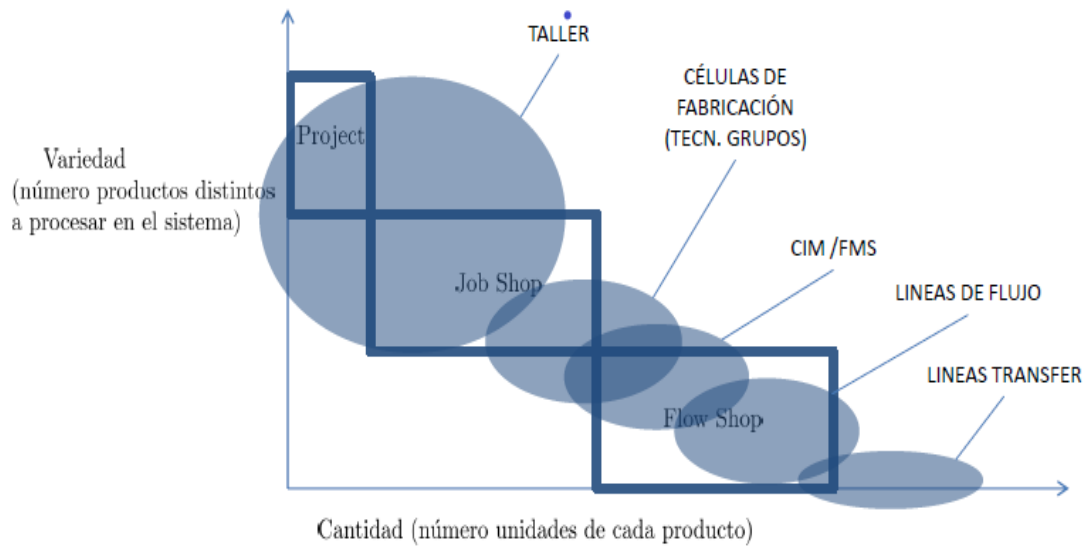 TALLER
CÉLULAS DE
FABRICACIÓN
(TECN. GRUPOS)
Project
Variedad
(número productos distintos
a procesar en el sistema)
CIM /FMS
Job Shop
LINEAS DE FLUJO
LINEAS TRANSFER
Flow Shop
Cantidad (número unidades de cada producto)